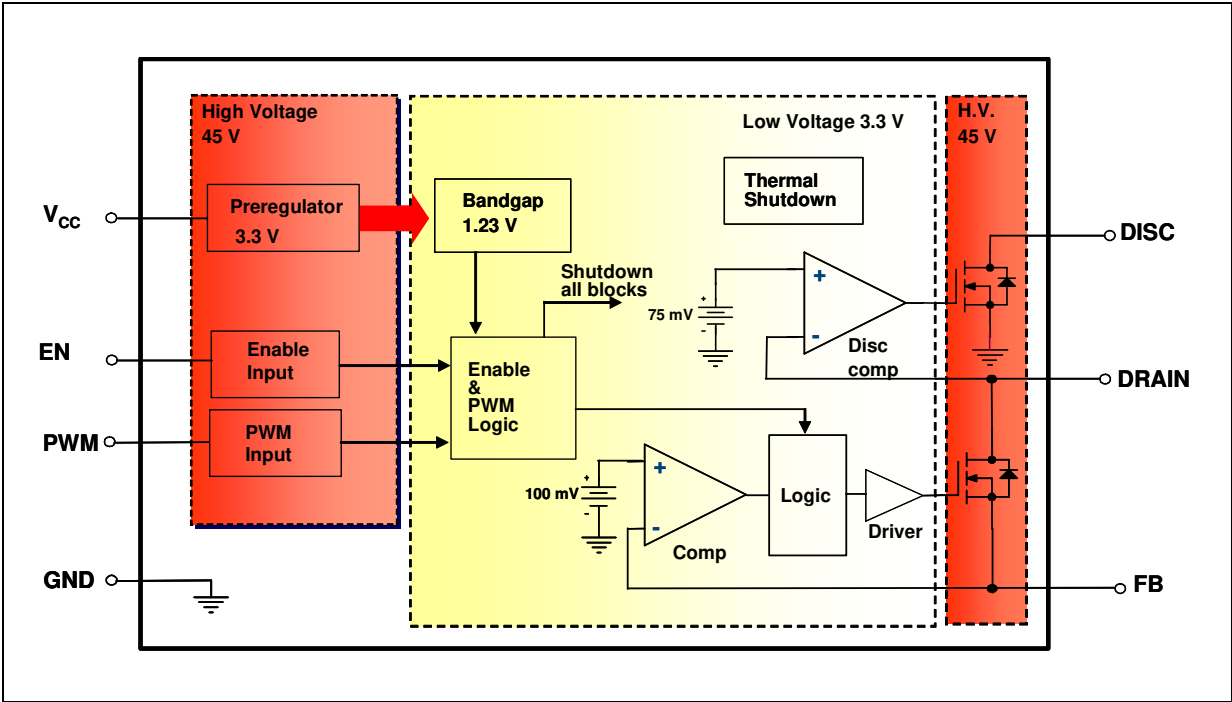 High Voltage
45 V
Low Voltage 3.3 V
H.V.
45 V
Thermal
Shutdown
V_CC
Preregulator
3.3 V
Bandgap
1.23 V
DISC
Shutdown
all blocks
+
75 mV
-
+
-
Disc
comp
EN
Enable
Input
Enable
&
PWM
Logic
DRAIN
PWM
PWM
Input
+
100 mV
-
+
-
Comp
Logic
Driver
GND
FB